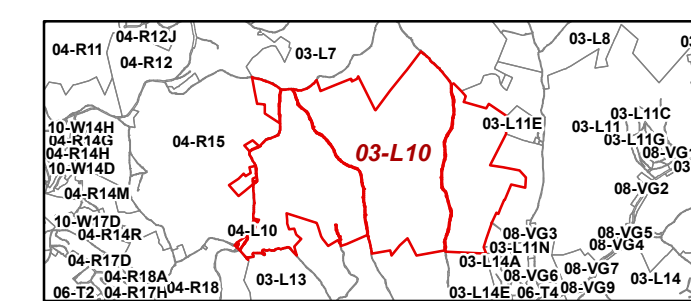 04-R12J
04-R11
03-L7
03-L8
04-R12
03-L11C
10-W14H
03-L11E
03-L11
04-R14G
04-R15
03-L11G
04-R14H
03-L10
08-VG1
10-W14D
03
04-R14M
08-VG2
10-W17D
04-L10
08-VG3
08-VG5
04-R14R
03-L11N
08-VG4
04-R17D
03-L14A
08-VG7
04-R18A
03-L13
08-VG6
03-L14
06-T2
04-R17H
04-R18
03-L14E
06-T4
08-VG9